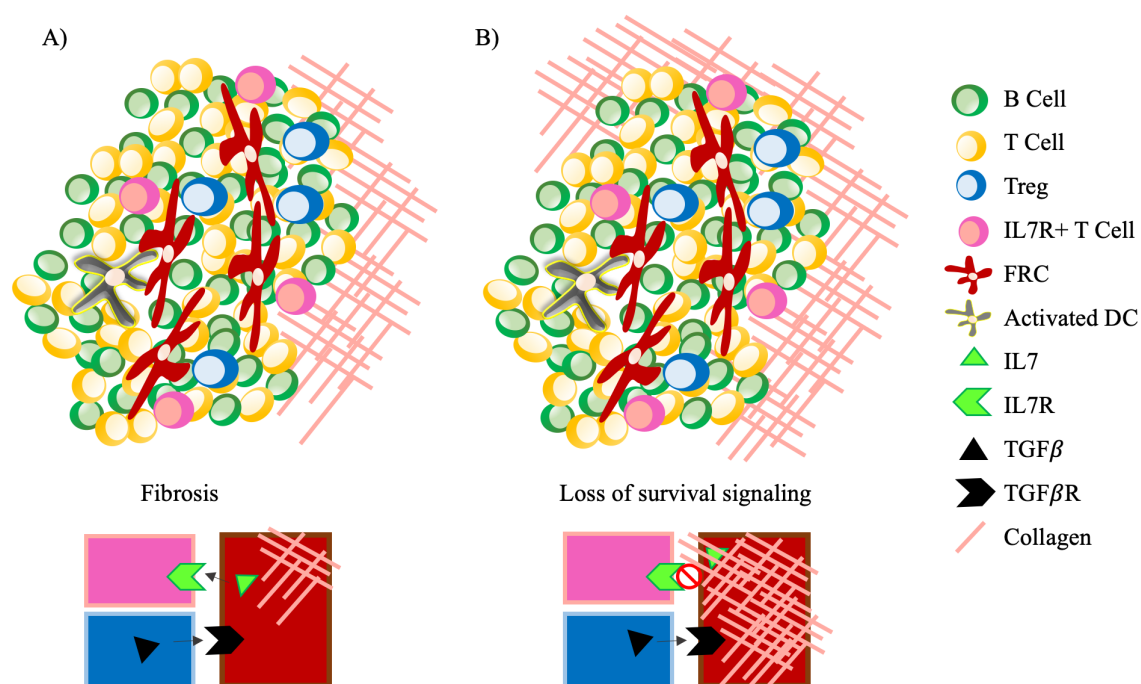 A)
B)
B Cell
T Cell
Treg
IL7R+ T Cell
FRC
Activated DC
IL7
IL7R
TGFβ
TGFβR
Collagen
Fibrosis
Loss of survival signaling